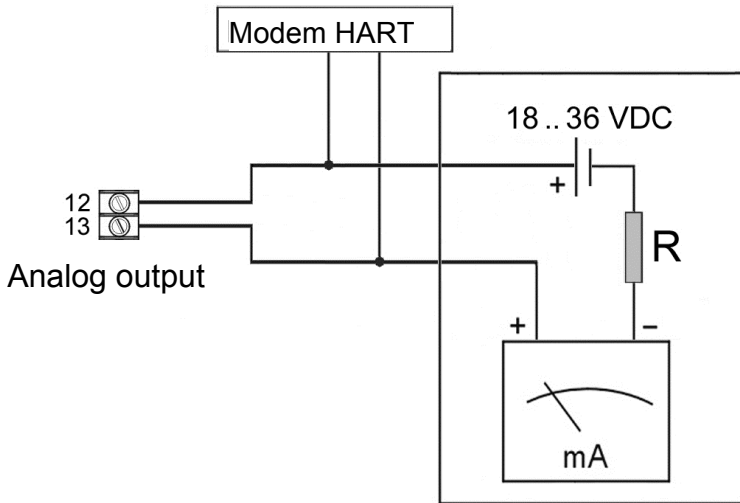 Modem HART
18 .. 36 VDC
+
12
13
R
Analog output
+ −
mA